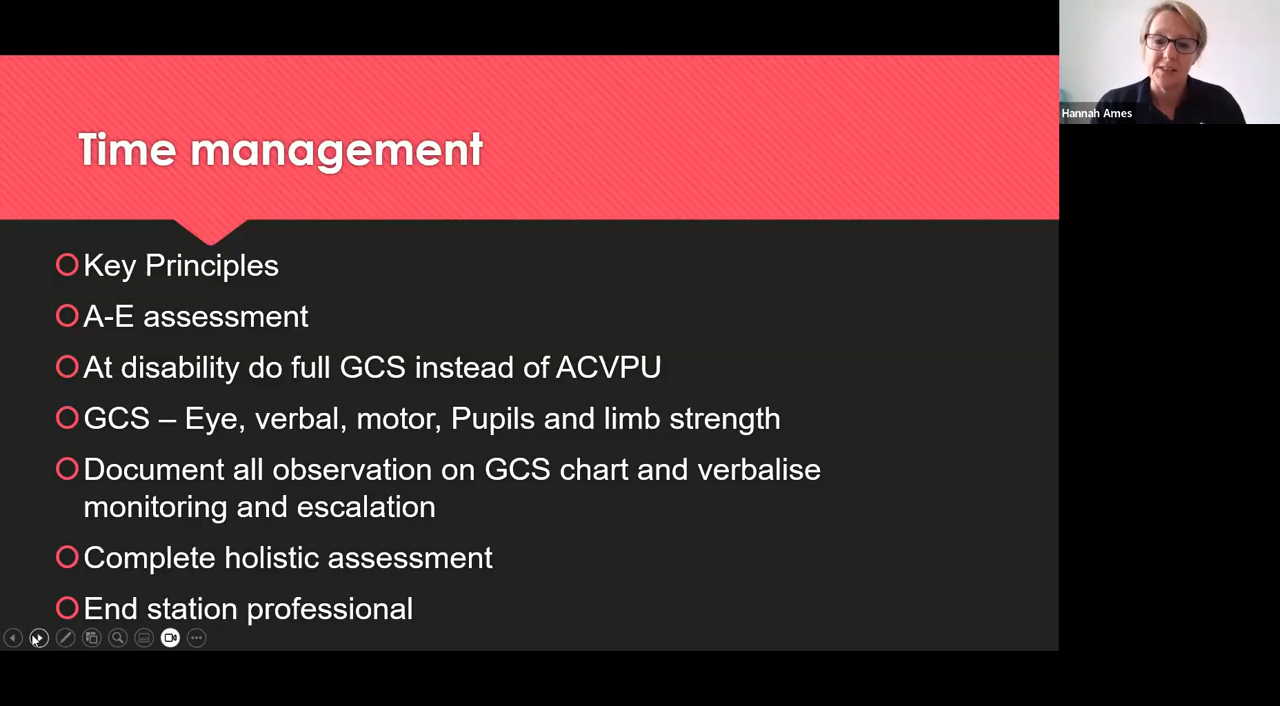 Time management
Key Principles
A-E assessment
At disability do full GCS instead of ACVPU
GCS – Eye, verbal, motor, Pupils and limb strength
Document all observation on GCS chart and verbalise
monitoring and escalation
Complete holistic assessment
End station professional
Hannah Ames